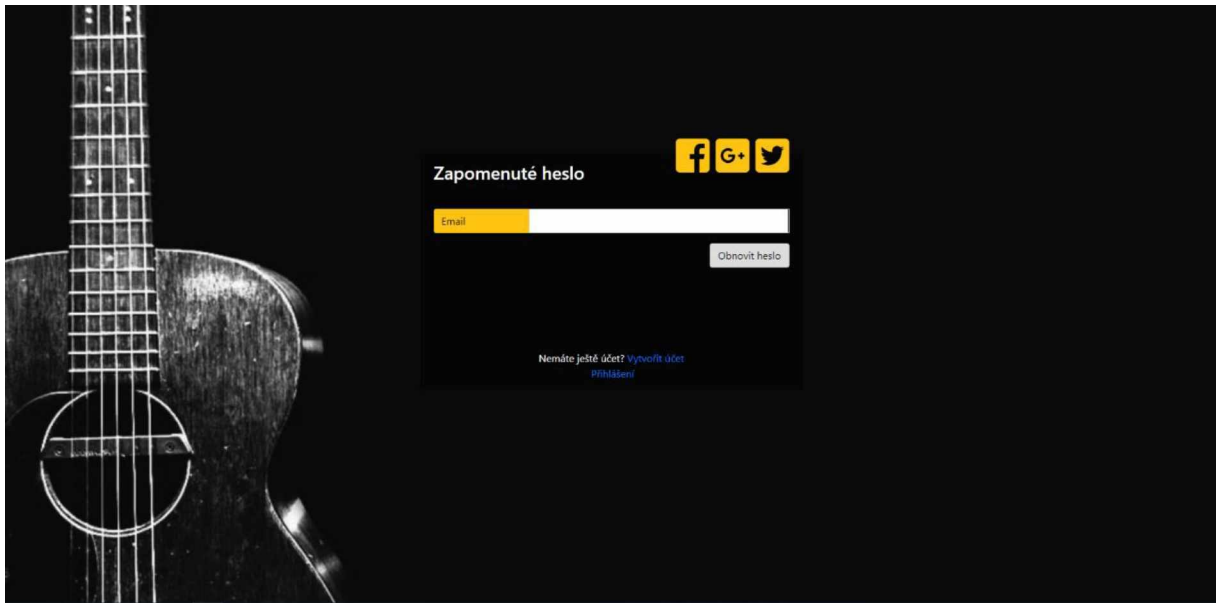 Zapomenuté heslo
G+
Email
Obnovit heslo
Nemáte ještě účet? Vytvořit účet
Přihlášení